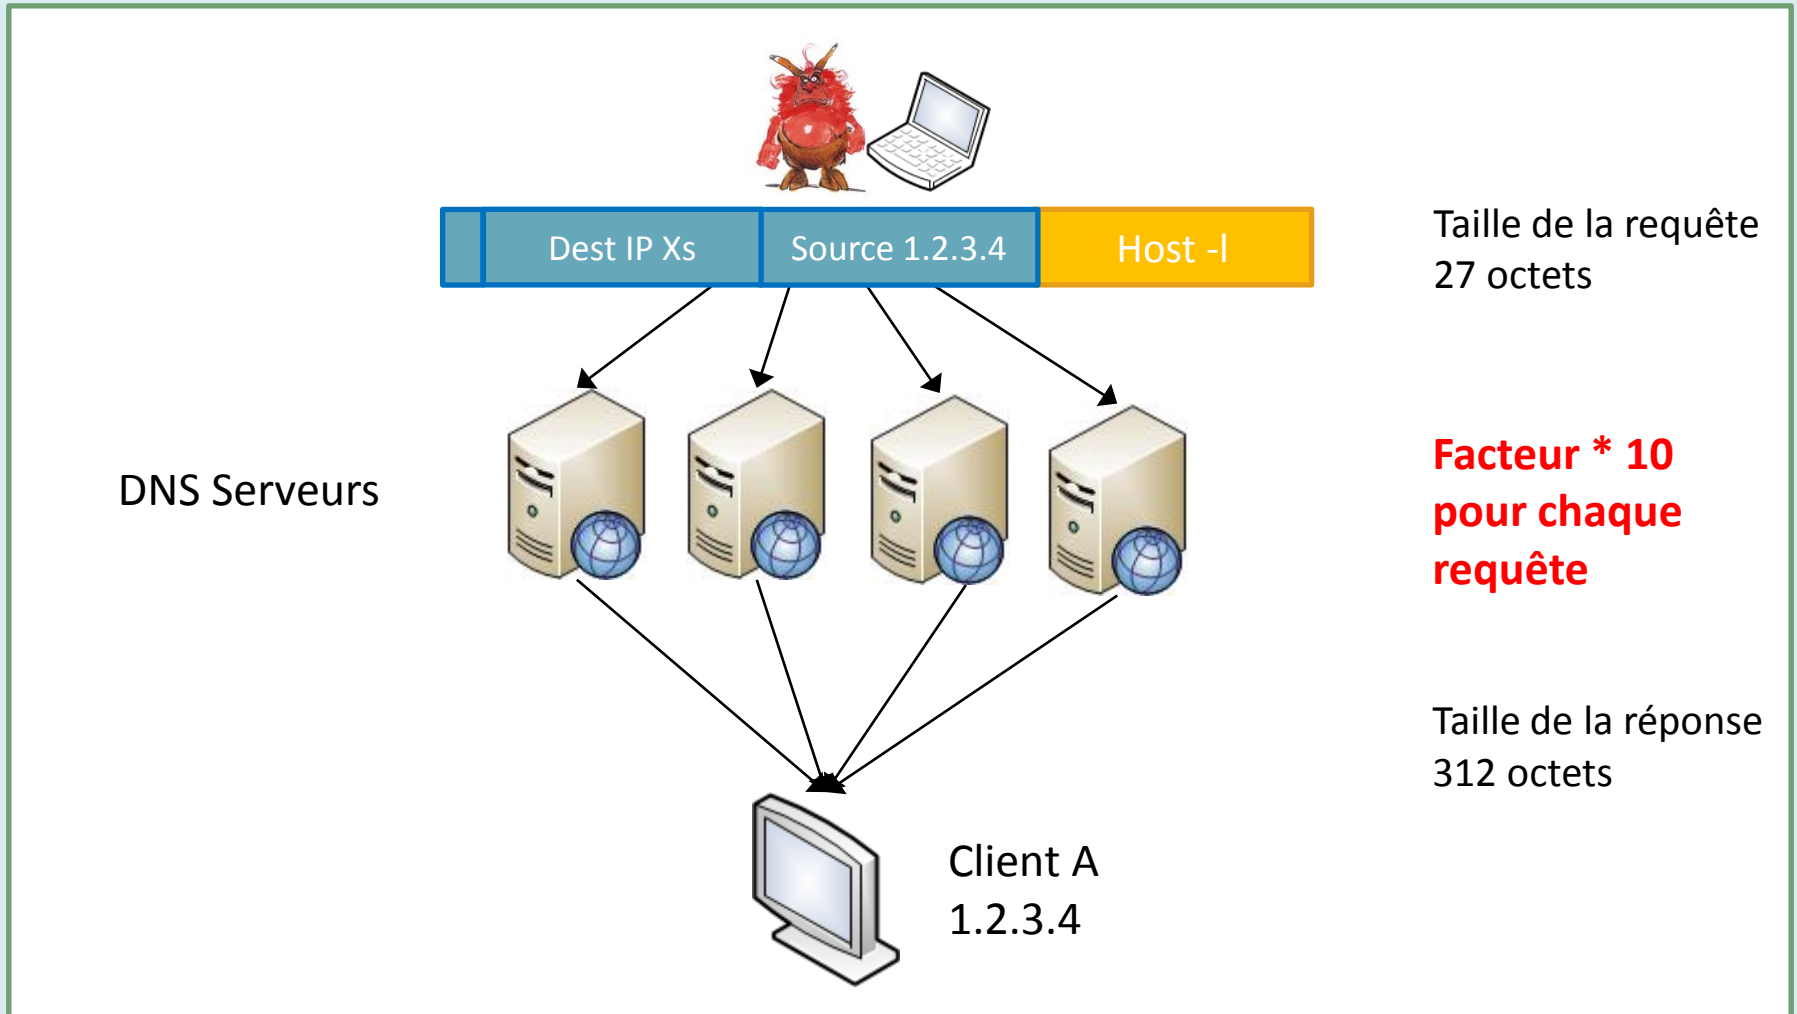 Dest IP Xs
Source 1.2.3.4
Host -l
Taille de la requête
27 octets
DNS Serveurs
Facteur * 10
pour chaque
requête
Taille de la réponse
312 octets
Client A
1.2.3.4